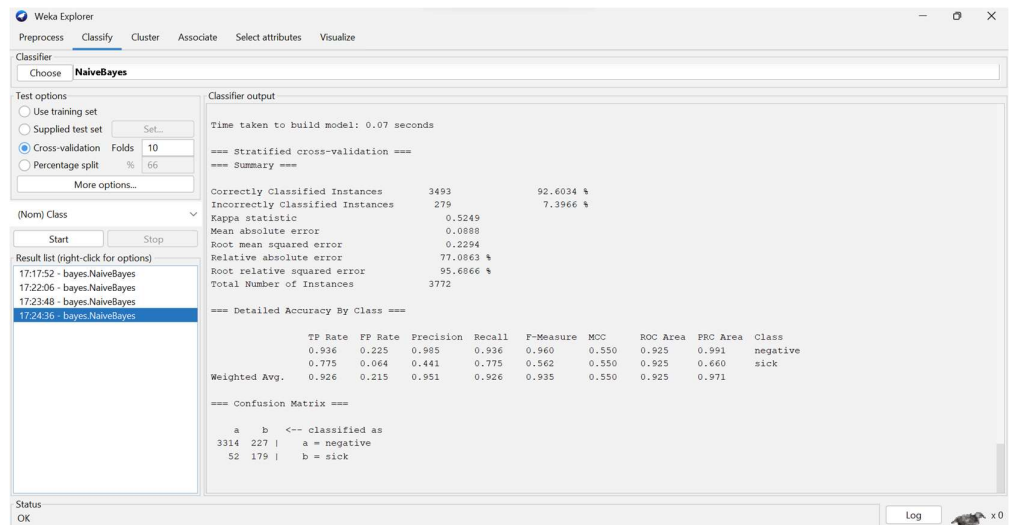 Weka Explorer
Preprocess Classify Cluster Associate Select attributes Visualize
Classifier
Choose NaiveBayes
Test options
Use training set
Supplied test set Set...
Cross-validation Folds 10
Percentage split % 66
More options...
(Nom) Class
Start Stop
Result list (right-click for options)
17:17:52 - bayes.NaiveBayes
17:22:06 - bayes.NaiveBayes
17:23:48 - bayes.NaiveBayes
17:24:36 - bayes.NaiveBayes
Classifier output
Time taken to build model: 0.07 seconds
=== Stratified cross-validation ===
=== Summary ===
Correctly Classified Instances 3493 92.6034 %
Incorrectly Classified Instances 279 7.3966 %
Kappa statistic 0.5249
Mean absolute error 0.0888
Root mean squared error 0.2294
Relative absolute error 77.0863 %
Root relative squared error 95.6866 %
Total Number of Instances 3772
=== Detailed Accuracy By Class ===
TP Rate FP Rate Precision Recall F-Measure MCC ROC Area PRC Area Class
0.936 0.225 0.985 0.936 0.960 0.550 0.925 0.991 negative
0.775 0.064 0.441 0.775 0.562 0.550 0.925 0.660 sick
Weighted Avg. 0.926 0.215 0.951 0.926 0.935 0.550 0.925 0.971
=== Confusion Matrix ===
a b <-- classified as
3314 227 | a = negative
52 179 | b = sick
Status
OK
Log x 0